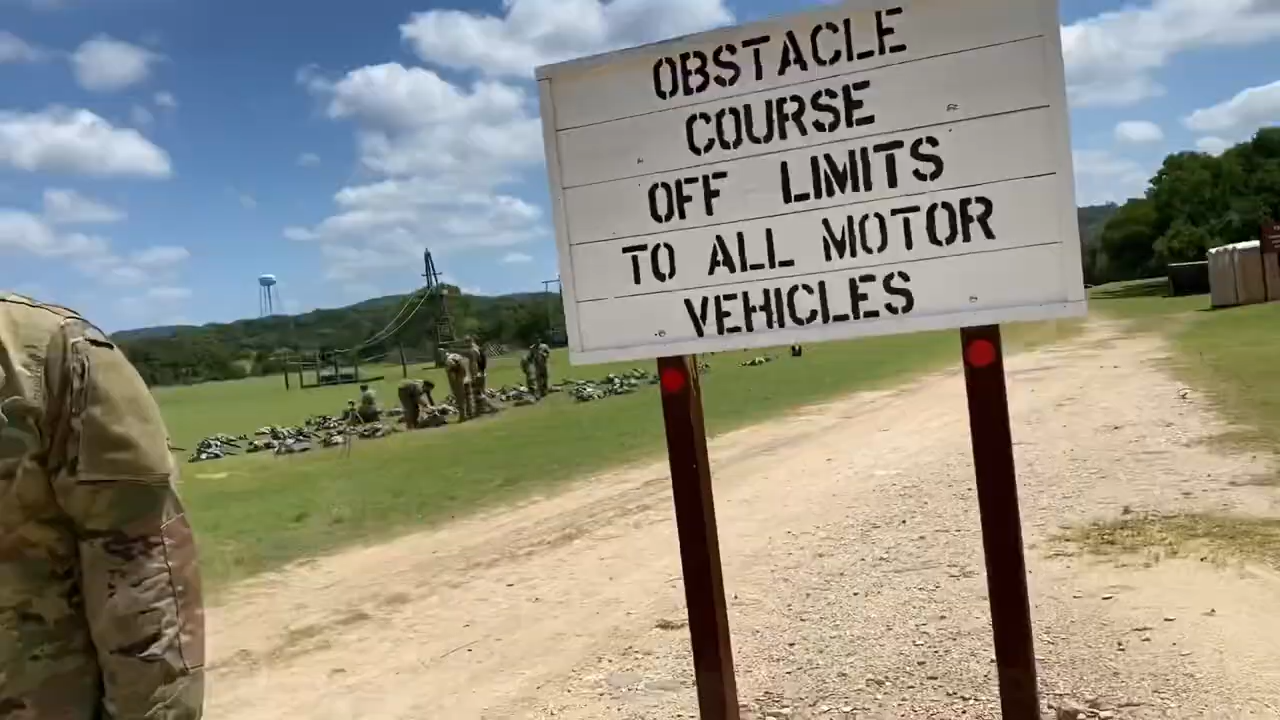 OBSTACLE
COURSE
OFF LIMITS
TO ALL MOTOR
VEHICLES